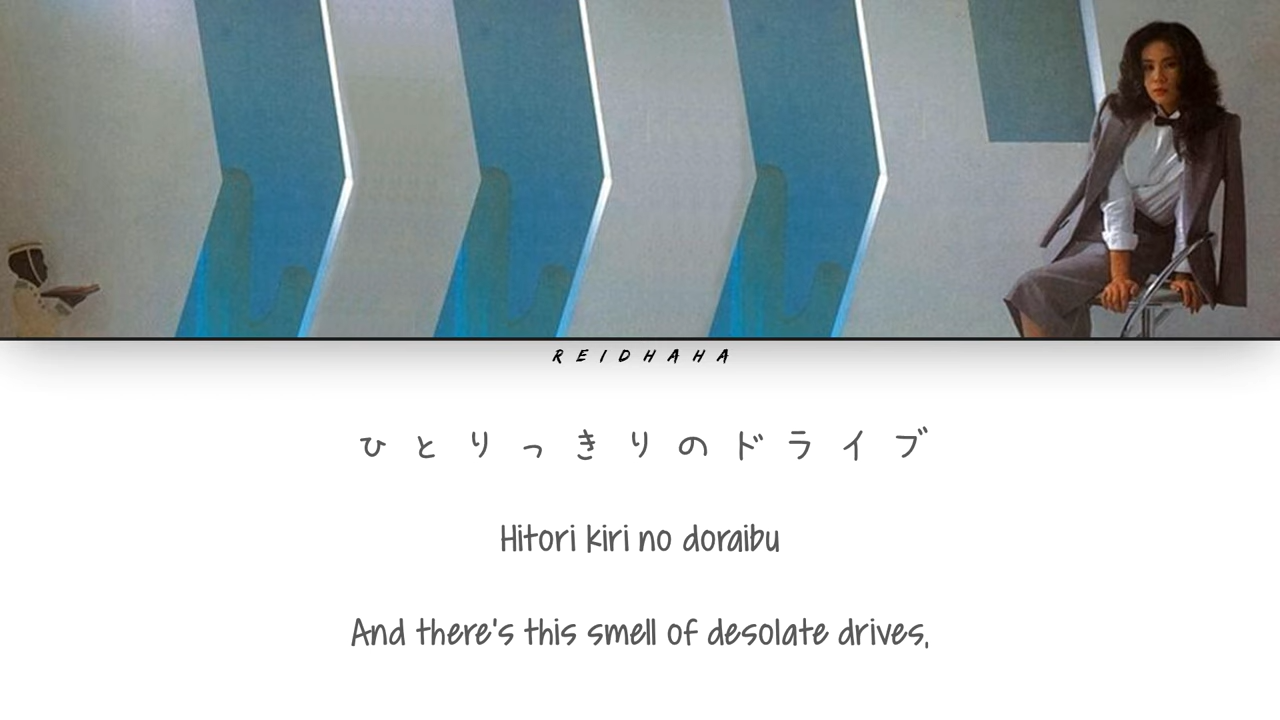 REIDHAHA
ひとりっきりのドライブ
Hitori kiri no doraibu
And there's this smell of desolate drives,